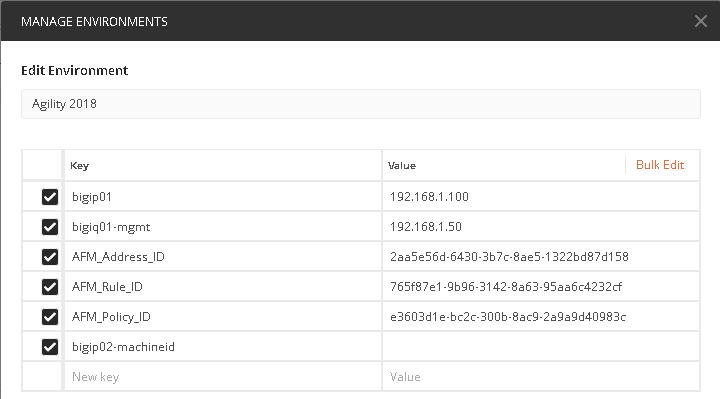 MANAGE ENVIRONMENTS
Edit Environment
Agility 2018
Key Value Bulk Edit
bigip01 192.168.1.100
bigiq01-mgmt 192.168.1.50
AFM_Address_ID 2aa5e56d-6430-3b7c-8ae5-1322bd87d158
AFM_Rule_ID 765f87e1-9b96-3142-8a63-95aa6c4232cf
AFM_Policy_ID e3603d1e-bc2c-300b-8ac9-2a9a9d40983c
bigip02-machineid
New key Value